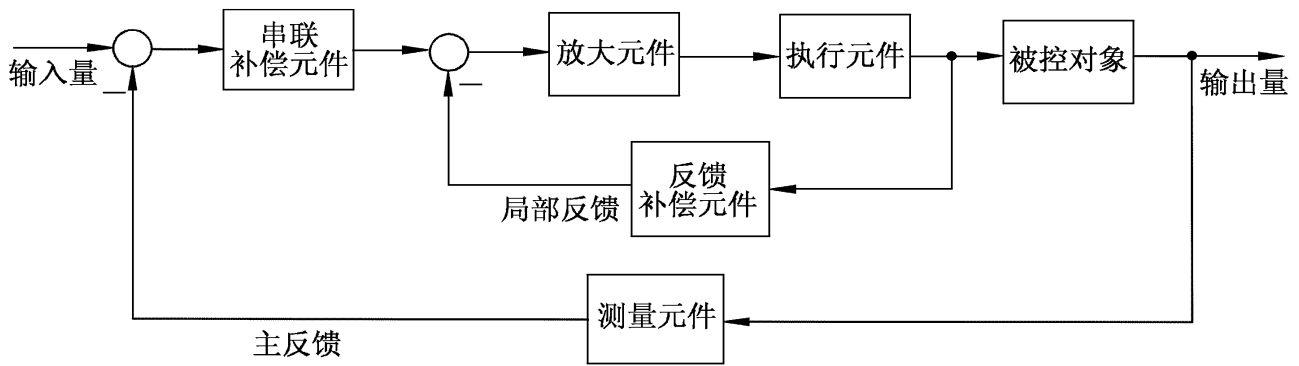 输入量
串联
补偿元件
放大元件
执行元件
被控对象
输出量
反馈
补偿元件
局部反馈
测量元件
主反馈